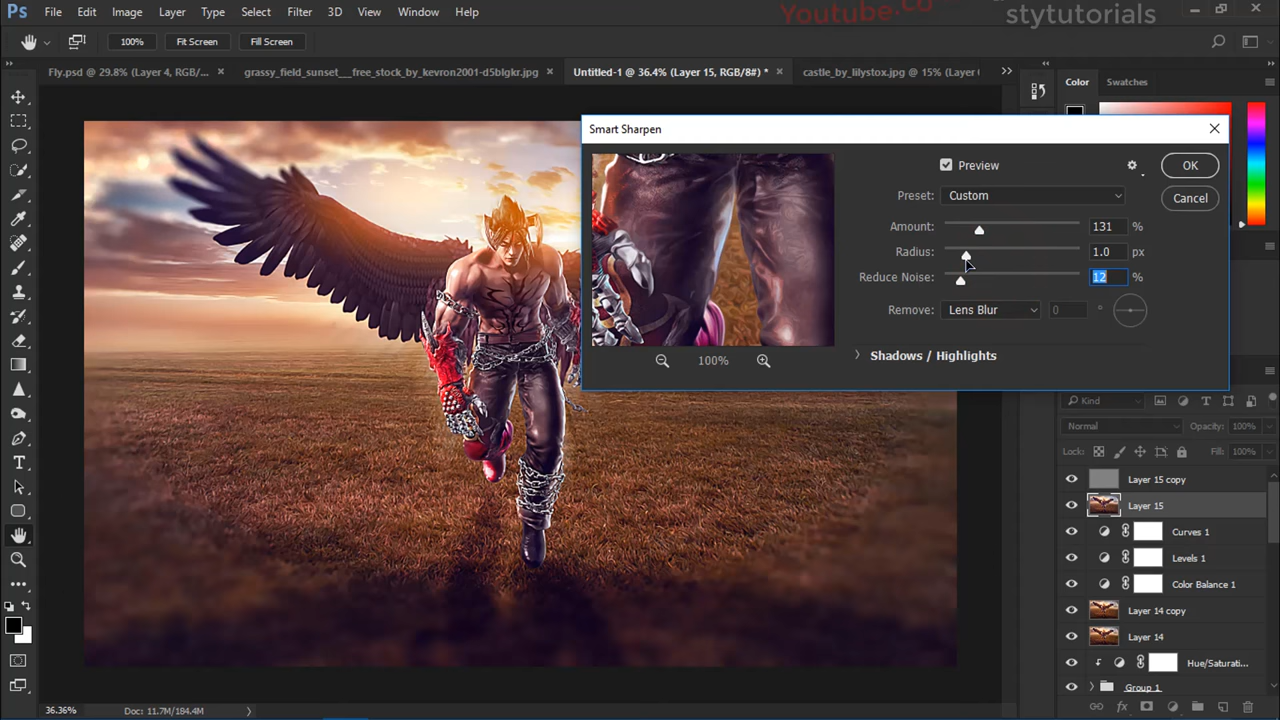 Ps File Edit Image Layer Type Select Filter 3D View Window Help
Youtube.co
stytutorials
100% Fit Screen Fill Screen
Fly.psd @ 29.8% (Layer 4, RGB/... × grassy_field_sunset___free_stock_by_kevron2001-d5blgkr.jpg × Untitled-1 @ 36.4% (Layer 15, RGB/8#) * × castle_by_lilystox.jpg @ 15% (Layer
Color Swatches
Smart Sharpen
Preview
OK
Preset: Custom
Cancel
Amount: 131 %
Radius: 1.0 px
Reduce Noise: 12 %
Remove: Lens Blur 0 °
100%
Shadows / Highlights
Kind
Normal Opacity: 100%
Lock: Fill: 100%
Layer 15 copy
Layer 15
Curves 1
Levels 1
Color Balance 1
Layer 14 copy
Layer 14
Hue/Saturati...
Group 1
36.36% Doc: 11.7M/184.4M